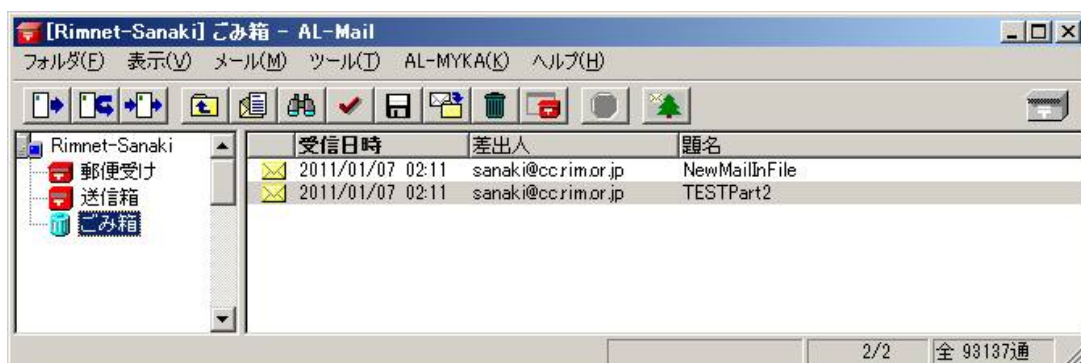 [Rimnet-Sanaki] ごみ箱 - AL-Mail
フォルダ(F) 表示(V) メール(M) ツール(T) AL-MYKA(K) ヘルプ(H)
Rimnet-Sanaki
郵便受け
送信箱
ごみ箱
受信日時 差出人 題名
2011/01/07 02:11 sanaki@cc.rim.or.jp NewMailInFile
2011/01/07 02:11 sanaki@cc.rim.or.jp TESTPart2
2/2 全 93137通